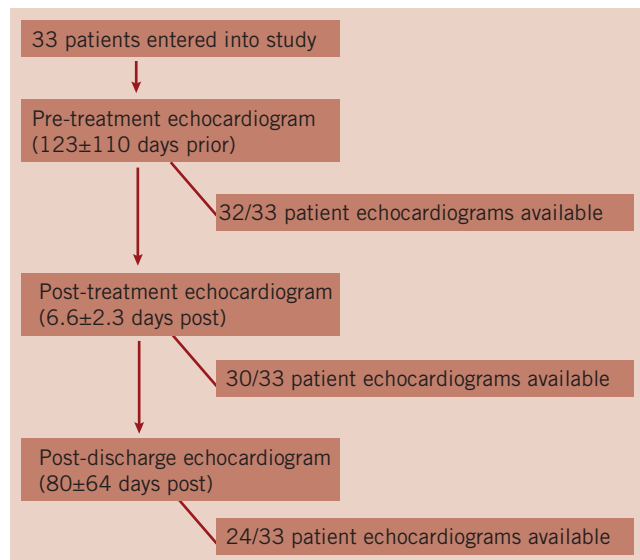 33 patients entered into study
Pre-treatment echocardiogram
(123±110 days prior)
32/33 patient echocardiograms available
Post-treatment echocardiogram
(6.6±2.3 days post)
30/33 patient echocardiograms available
Post-discharge echocardiogram
(80±64 days post)
24/33 patient echocardiograms available